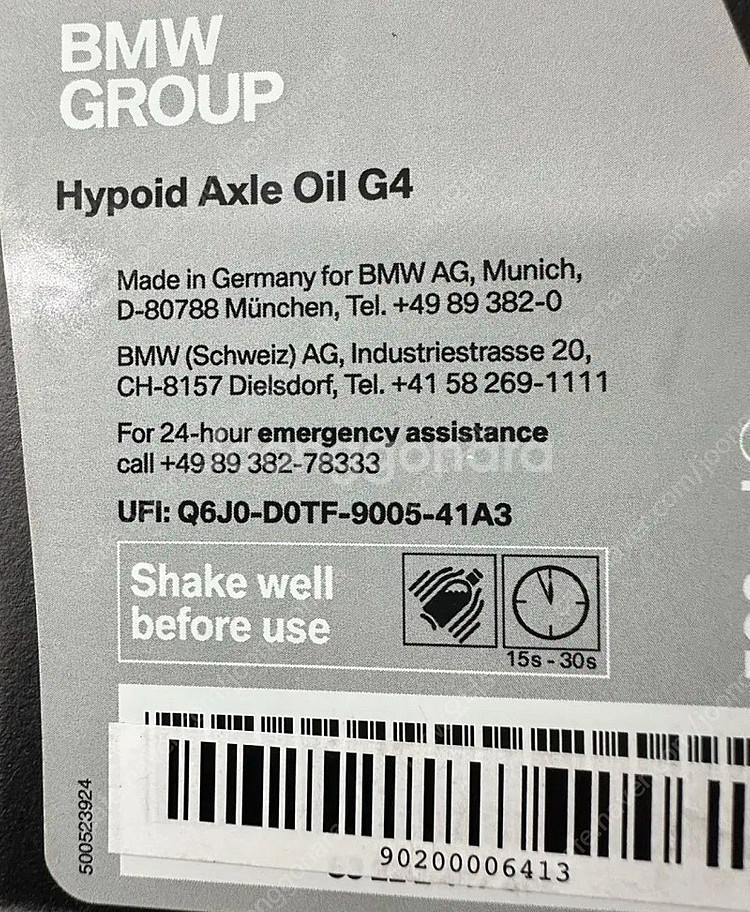 BMW
GROUP
Hypoid Axle Oil G4
Made in Germany for BMW AG, Munich,
D-80788 München, Tel. +49 89 382-0
BMW (Schweiz) AG, Industriestrasse 20,
CH-8157 Dielsdorf, Tel. +41 58 269-1111
For 24-hour emergency assistance
call +49 89 382-78333
UFI: Q6J0-D0TF-9005-41A3
Shake well
before use
15s - 30s
500523924
90200006413